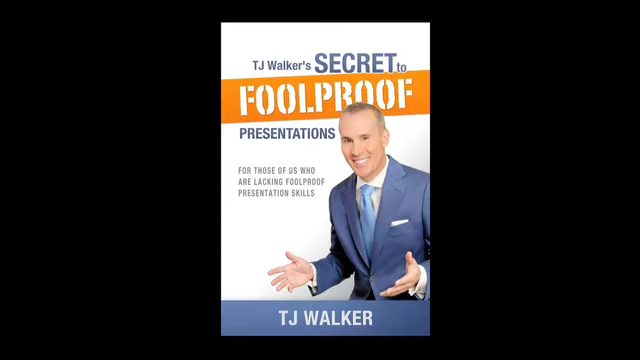 TJ Walker's SECRET to
FOOLPROOF
PRESENTATIONS
FOR THOSE OF US WHO
ARE LACKING FOOLPROOF
PRESENTATION SKILLS
TJ WALKER